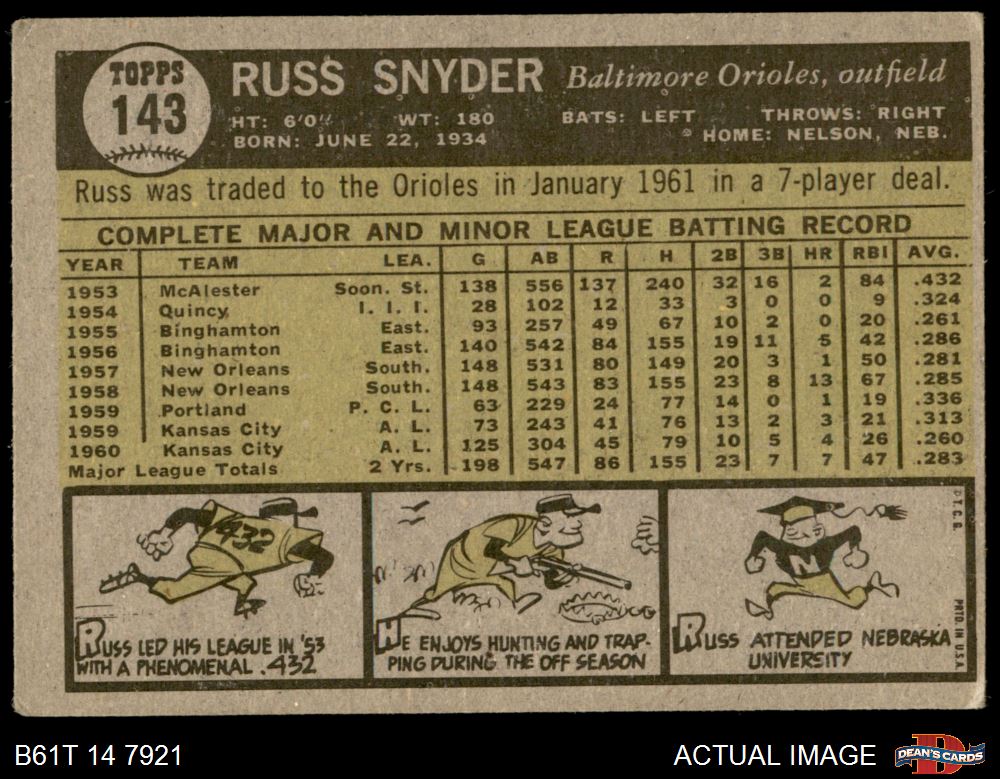 TOPPS
143
RUSS SNYDER Baltimore Orioles, outfield
HT: 6'0" WT: 180 BATS: LEFT THROWS: RIGHT
BORN: JUNE 22, 1934 HOME: NELSON, NEB.
Russ was traded to the Orioles in January 1961 in a 7-player deal.
COMPLETE MAJOR AND MINOR LEAGUE BATTING RECORD
YEAR TEAM LEA. G AB R H 2B 3B HR RBI AVG.
1953 McAlester Soon. St. 138 556 137 240 32 16 2 84 .432
1954 Quincy I. I. I. 28 102 12 33 3 0 0 9 .324
1955 Binghamton East. 93 257 49 67 10 2 0 20 .261
1956 Binghamton East. 140 542 84 155 19 11 5 42 .286
1957 New Orleans South. 148 531 80 149 20 3 1 50 .281
1958 New Orleans South. 148 543 83 155 23 8 13 67 .285
1959 Portland P. C. L. 63 229 24 77 14 0 1 19 .336
1959 Kansas City A. L. 73 243 41 76 13 2 3 21 .313
1960 Kansas City A. L. 125 304 45 79 10 5 4 26 .260
Major League Totals 2 Yrs. 198 547 86 155 23 7 7 47 .283
432
RUSS LED HIS LEAGUE IN '53
WITH A PHENOMENAL .432
HE ENJOYS HUNTING AND TRAP-
PING DURING THE OFF SEASON
N
RUSS ATTENDED NEBRASKA
UNIVERSITY
© T. C. G.
PRTD. IN U.S.A.
B61T 14 7921
ACTUAL IMAGE
DEAN'S CARDS